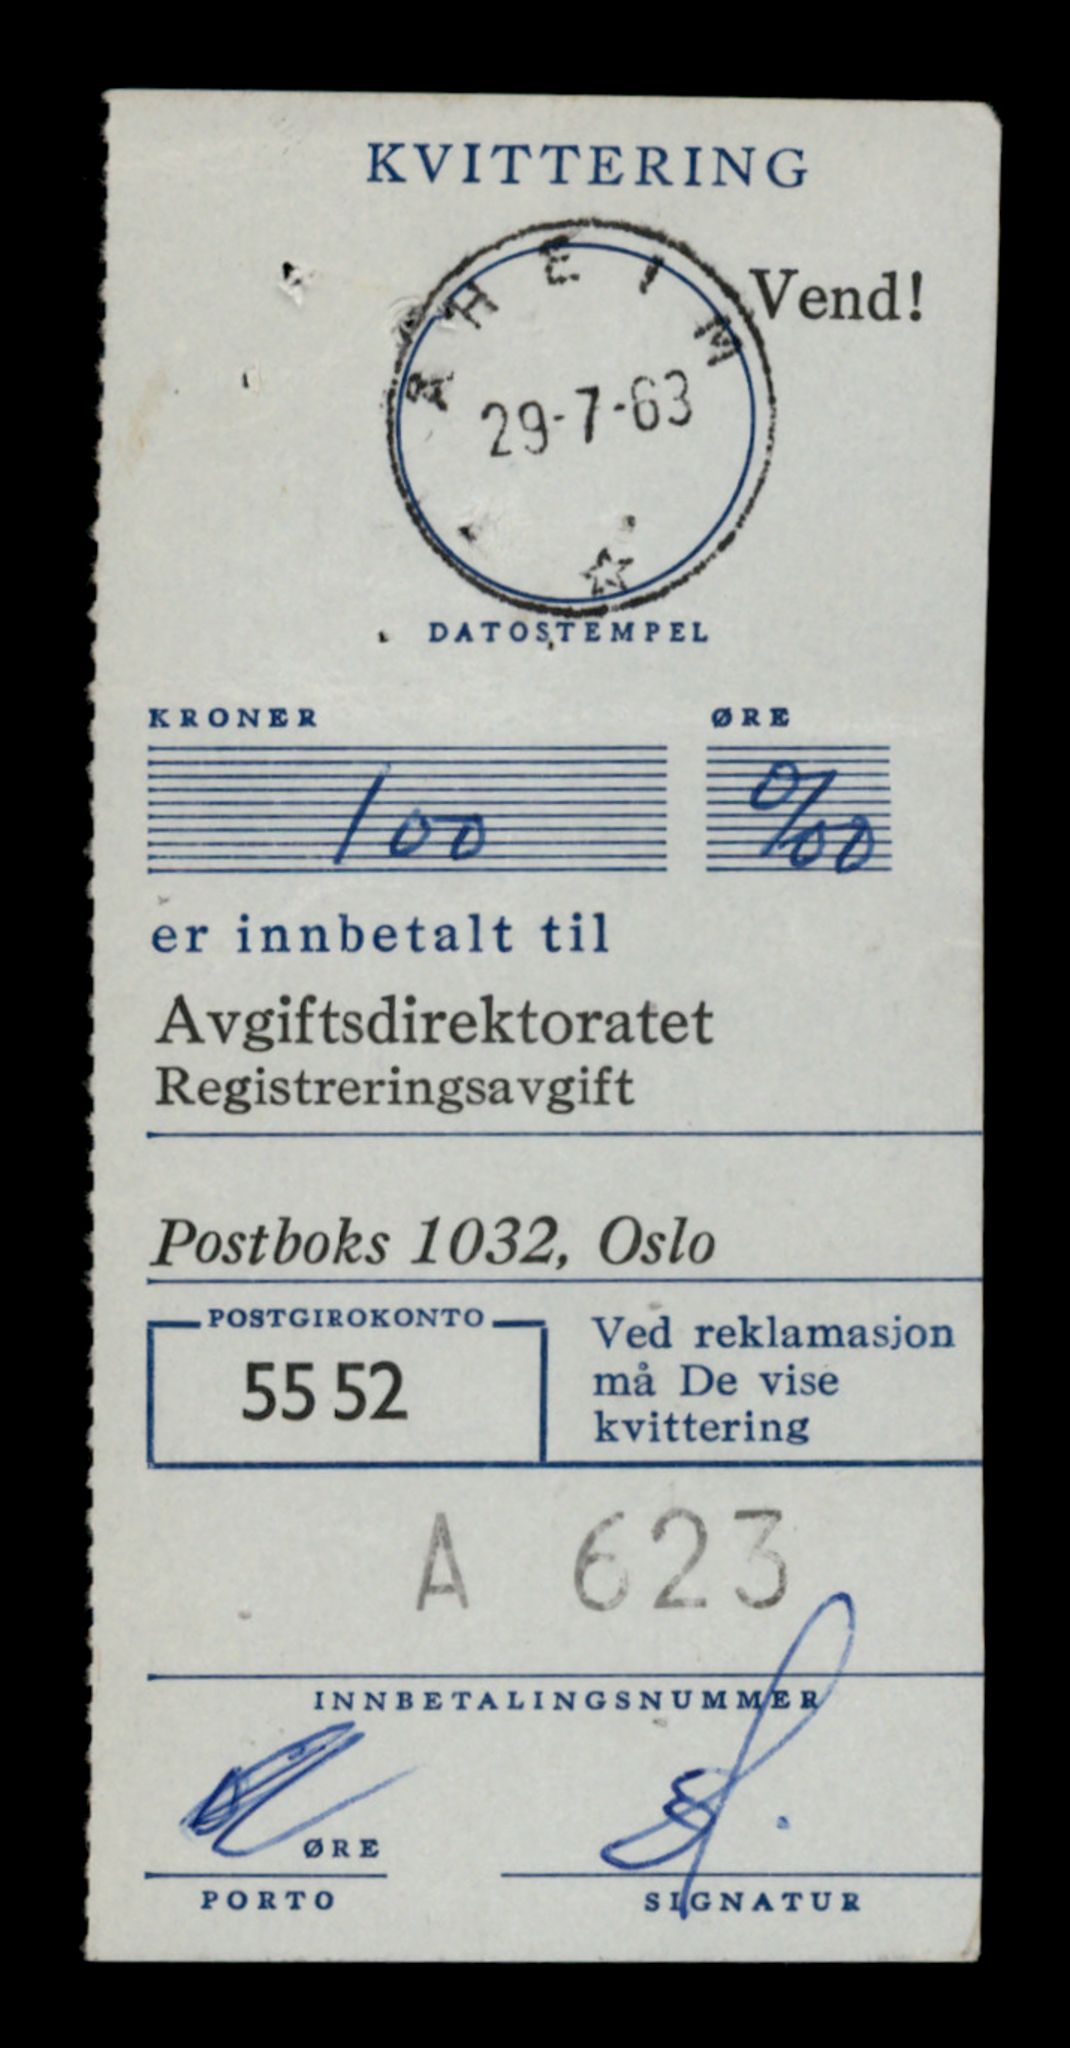 KVITTERING
Vend!
AHEIM
29-7-63
DATOSTEMPEL
KRONER ØRE
100 0/00
er innbetalt til
Avgiftsdirektoratet
Registreringsavgift
Postboks 1032, Oslo
POSTGIROKONTO
55 52
Ved reklamasjon
må De vise
kvittering
A 623
INNBETALINGSNUMMER
ØRE
PORTO
SIGNATUR